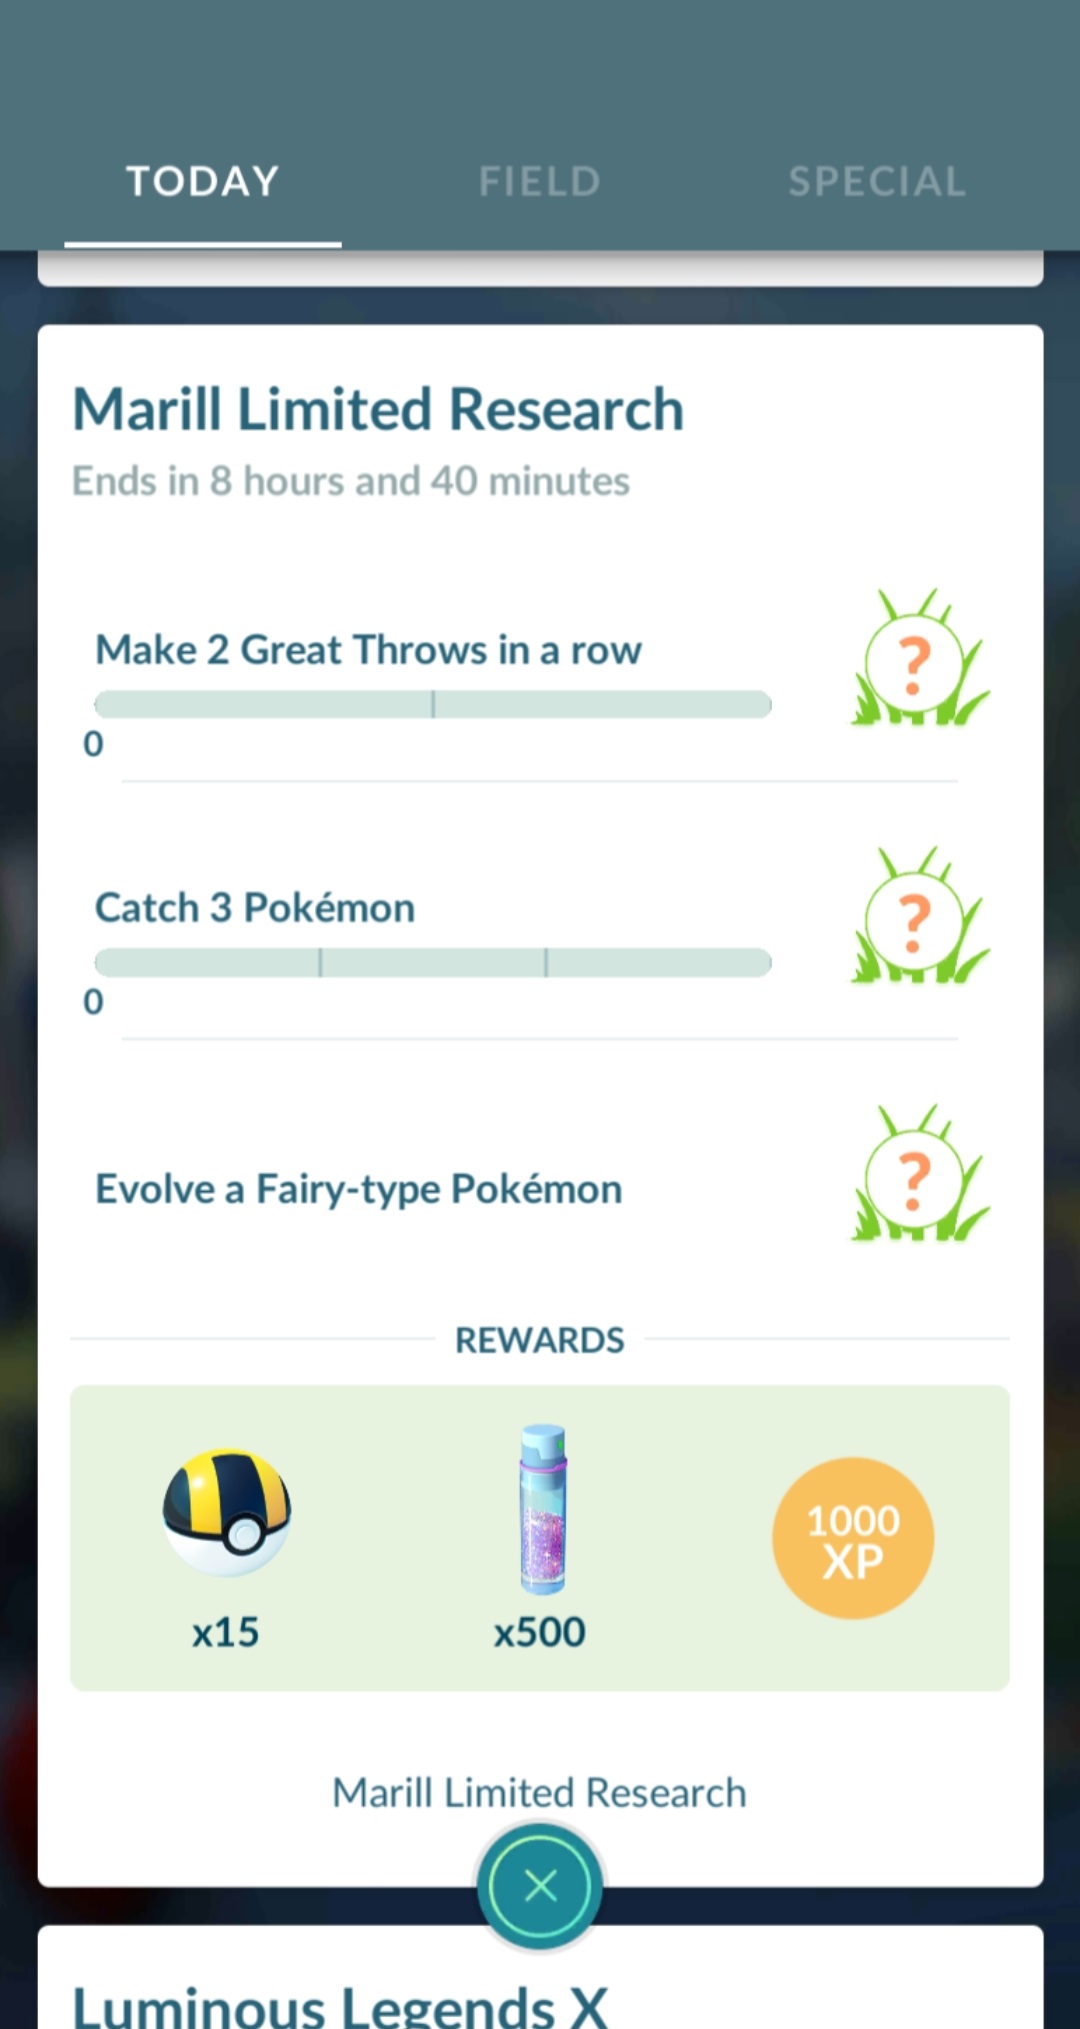 TODAY FIELD SPECIAL
Marill Limited Research
Ends in 8 hours and 40 minutes
Make 2 Great Throws in a row
?
0
Catch 3 Pokémon
?
0
Evolve a Fairy-type Pokémon
?
REWARDS
1000
XP
x15 x500
Marill Limited Research
Luminous Legends X